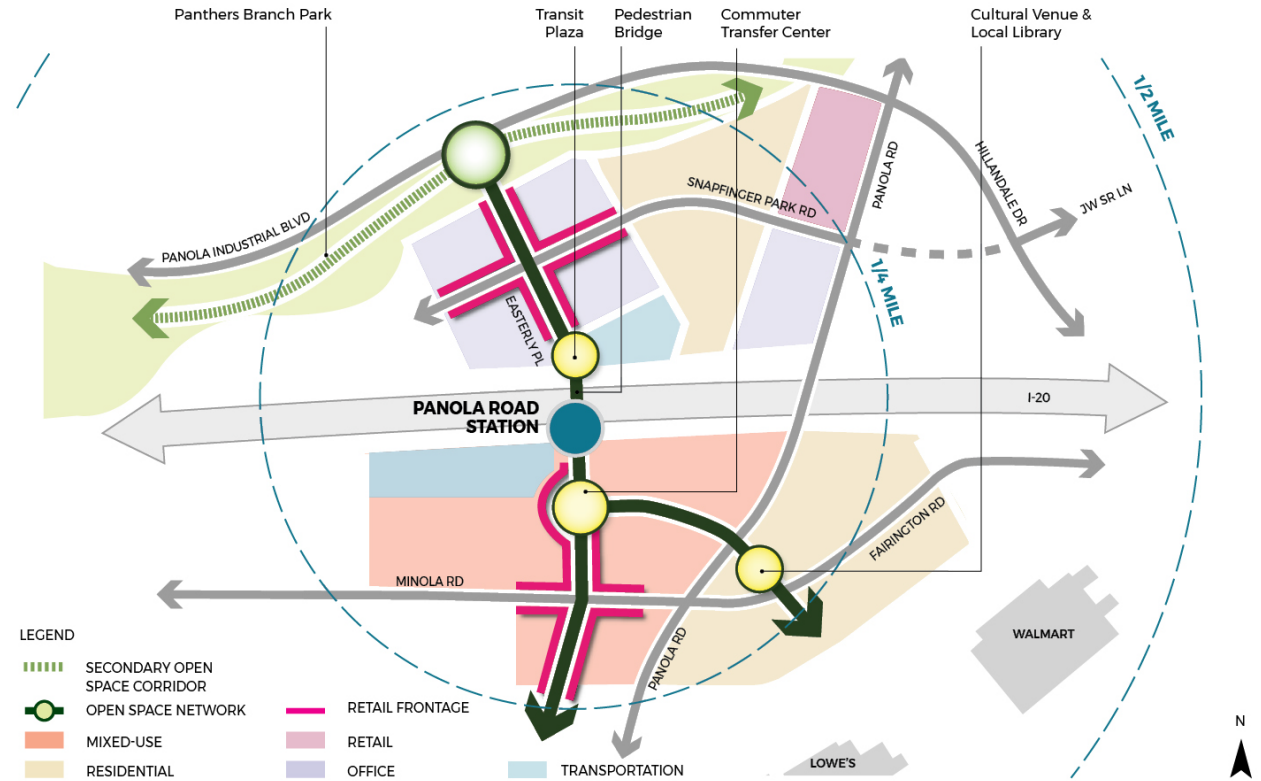 Panthers Branch Park
Transit
Plaza
Pedestrian
Bridge
Commuter
Transfer Center
Cultural Venue &
Local Library
1/2 MILE
PANOLA RD
HILLANDALE DR
JW SR LN
SNAPFINGER PARK RD
PANOLA INDUSTRIAL BLVD
1/4 MILE
EASTERLY PL
I-20
PANOLA ROAD
STATION
FAIRINGTON RD
MINOLA RD
PANOLA RD
WALMART
LOWE'S
LEGEND
SECONDARY OPEN
SPACE CORRIDOR
OPEN SPACE NETWORK
MIXED-USE
RESIDENTIAL
RETAIL FRONTAGE
RETAIL
OFFICE
TRANSPORTATION
N